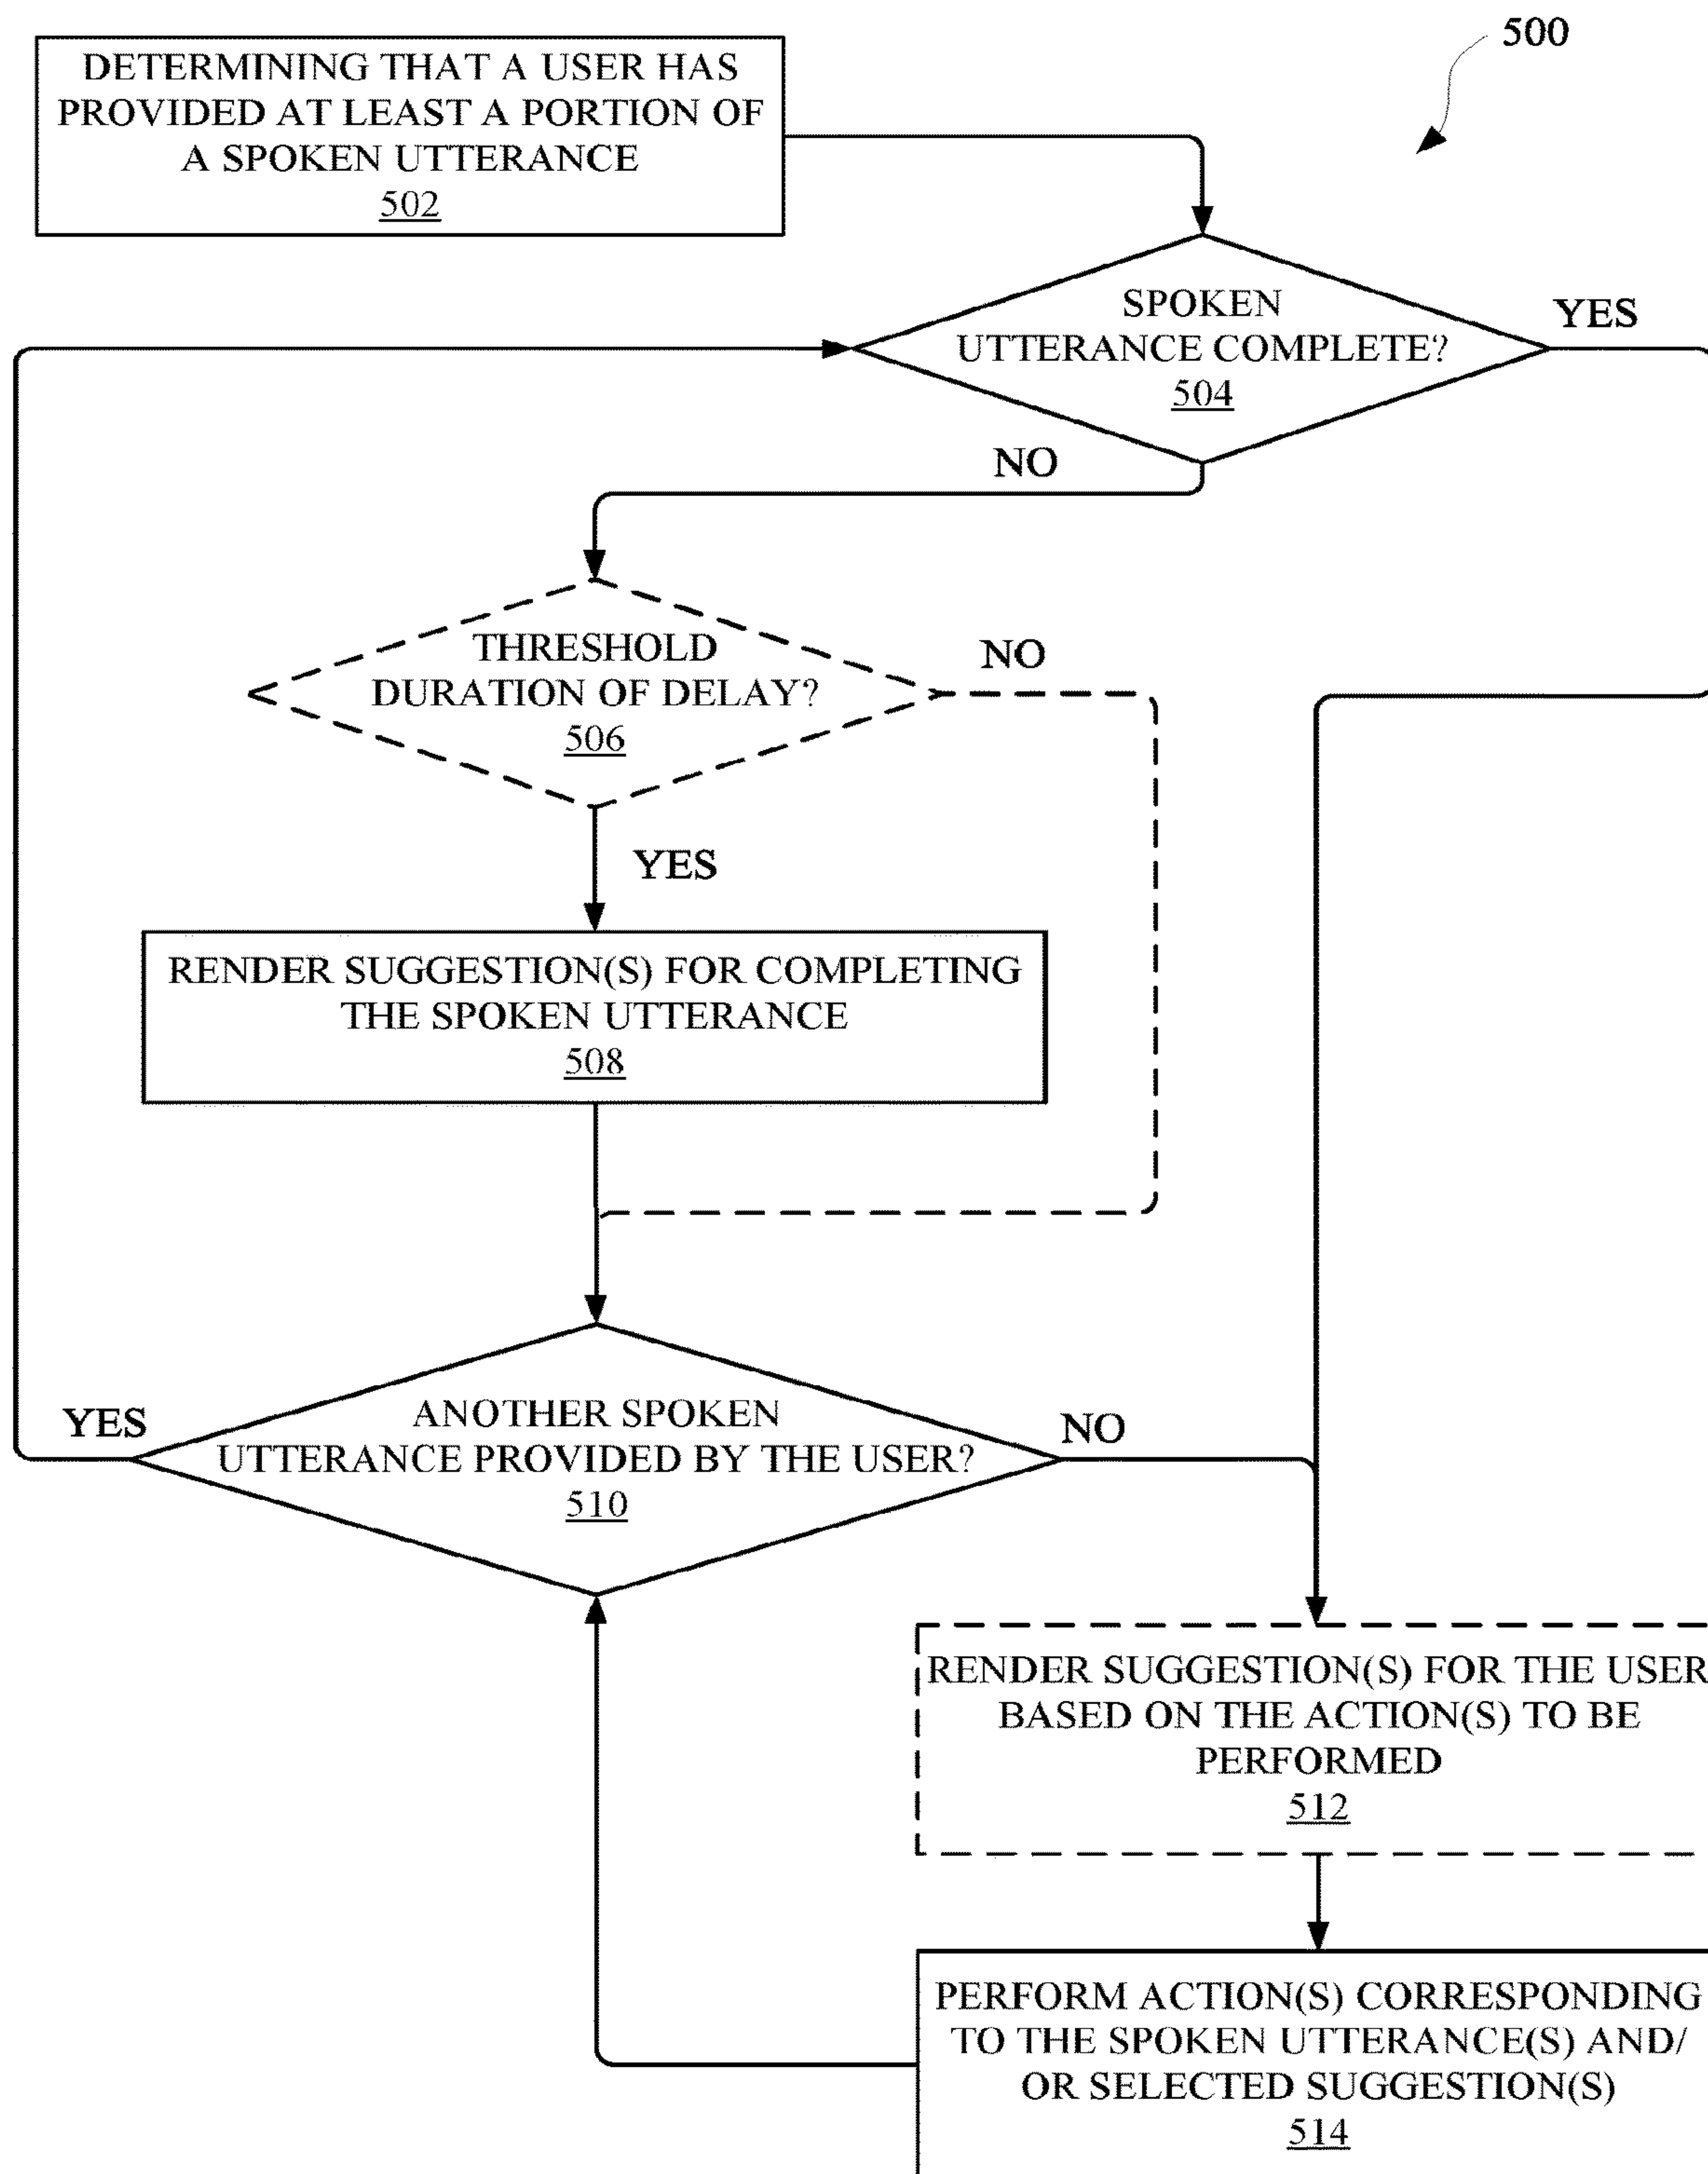 500
DETERMINING THAT A USER HAS
PROVIDED AT LEAST A PORTION OF
A SPOKEN UTTERANCE
502
SPOKEN
UTTERANCE COMPLETE?
504
YES
NO
THRESHOLD
DURATION OF DELAY?
506
NO
YES
RENDER SUGGESTION(S) FOR COMPLETING
THE SPOKEN UTTERANCE
508
YES
ANOTHER SPOKEN
UTTERANCE PROVIDED BY THE USER?
510
NO
RENDER SUGGESTION(S) FOR THE USER
BASED ON THE ACTION(S) TO BE
PERFORMED
512
PERFORM ACTION(S) CORRESPONDING
TO THE SPOKEN UTTERANCE(S) AND/
OR SELECTED SUGGESTION(S)
514